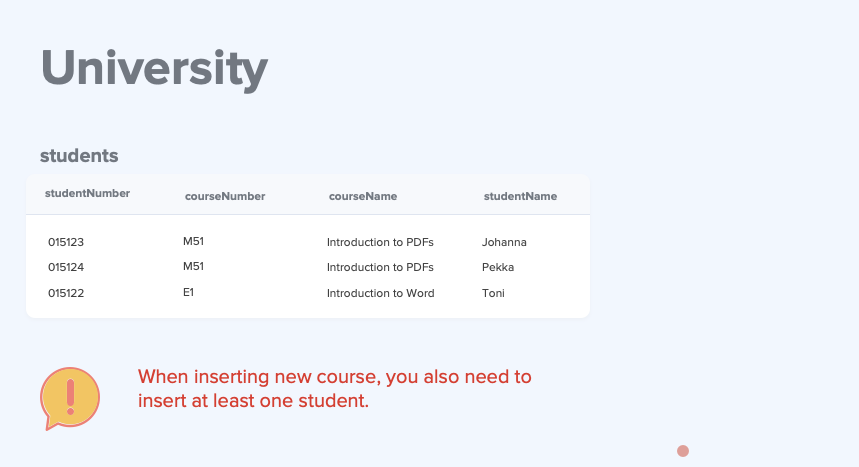 University
students
studentNumber courseNumber courseName studentName
015123 M51 Introduction to PDFs Johanna
015124 M51 Introduction to PDFs Pekka
015122 E1 Introduction to Word Toni
When inserting new course, you also need to
insert at least one student.